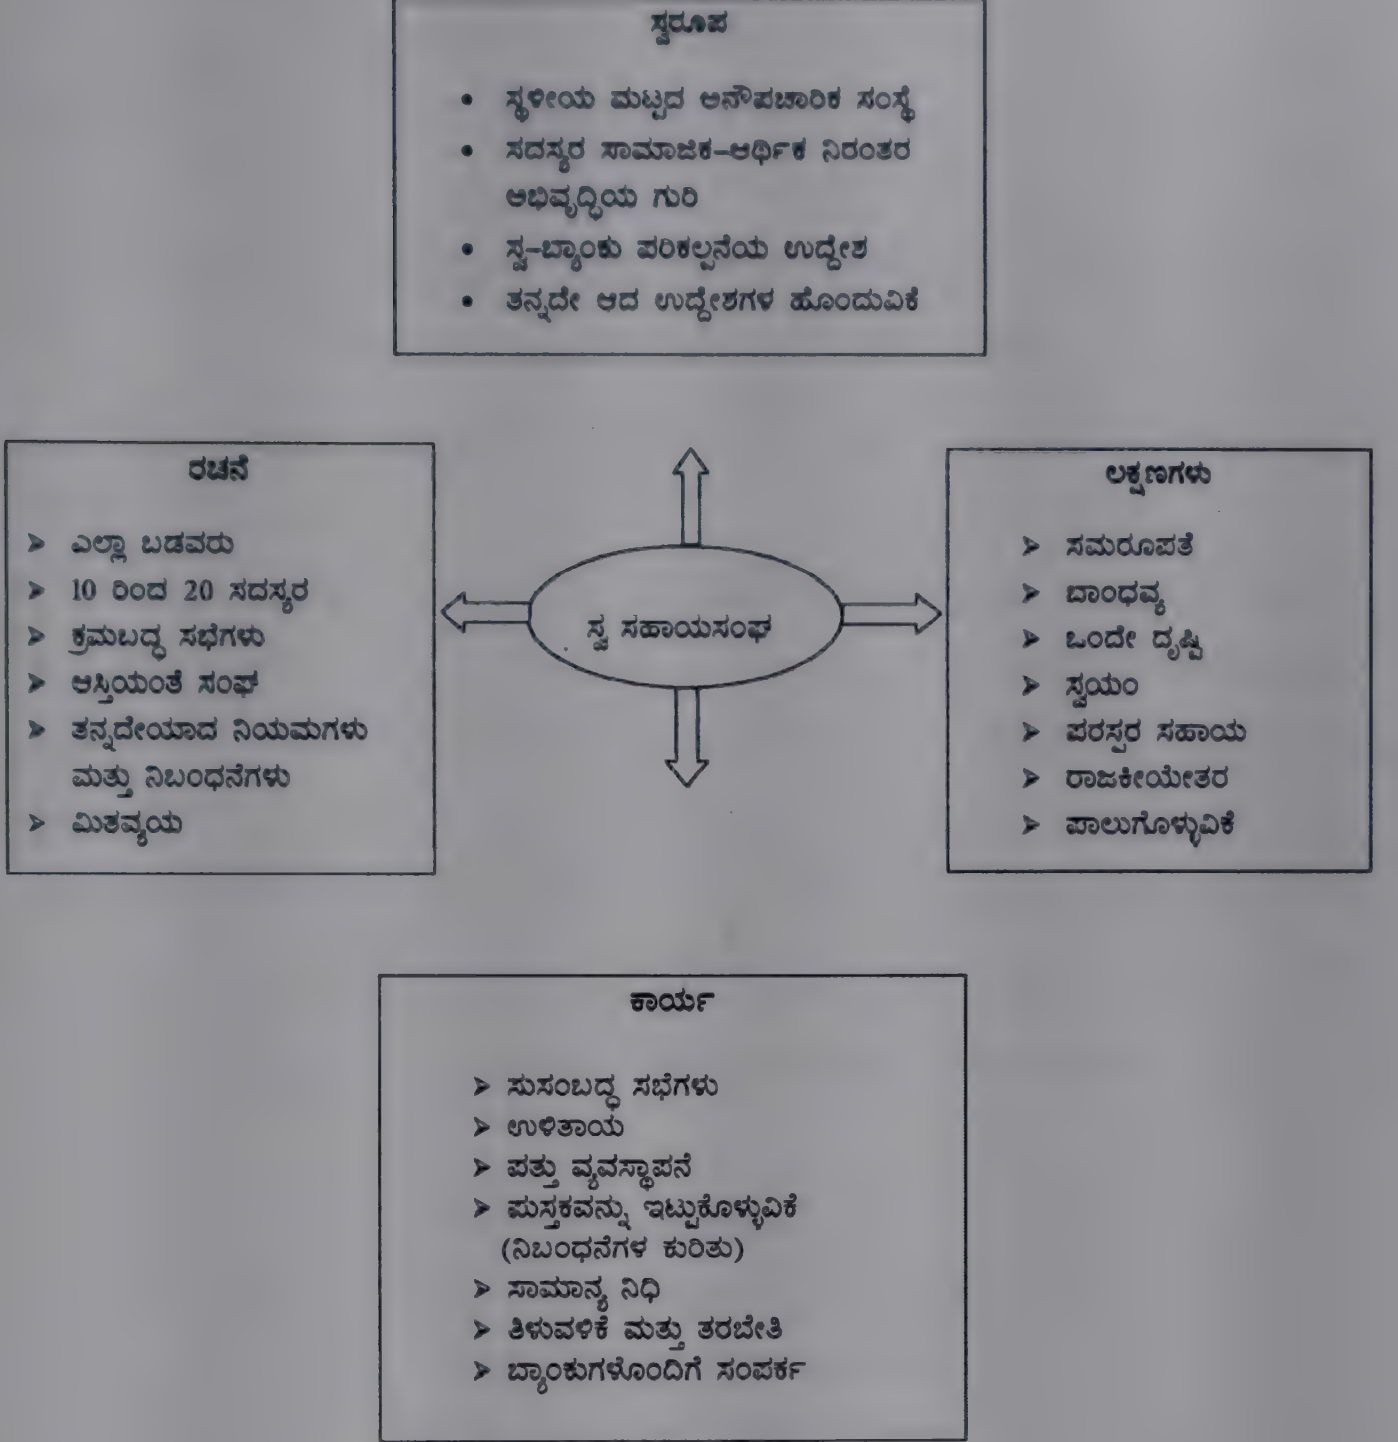 ಸ್ವರೂಪ
• ಸ್ಥಳೀಯ ಮಟ್ಟದ ಅನೌಪಚಾರಿಕ ಸಂಸ್ಥೆ
• ಸದಸ್ಯರ ಸಾಮಾಜಿಕ-ಆರ್ಥಿಕ ನಿರಂತರ
ಅಭಿವೃದ್ಧಿಯ ಗುರಿ
• ಸ್ವ-ಬ್ಯಾಂಕು ಪರಿಕಲ್ಪನೆಯ ಉದ್ದೇಶ
• ತನ್ನದೇ ಆದ ಉದ್ದೇಶಗಳ ಹೊಂದುವಿಕೆ
ರಚನೆ
➤ ಎಲ್ಲಾ ಬಡವರು
➤ 10 ರಿಂದ 20 ಸದಸ್ಯರ
➤ ಕ್ರಮಬದ್ಧ ಸಭೆಗಳು
➤ ಆಸ್ತಿಯಂತೆ ಸಂಘ
➤ ತನ್ನದೇಯಾದ ನಿಯಮಗಳು
ಮತ್ತು ನಿಬಂಧನೆಗಳು
➤ ಮಿತವ್ಯಯ
ಸ್ವ ಸಹಾಯಸಂಘ
ಲಕ್ಷಣಗಳು
➤ ಸಮರೂಪತೆ
➤ ಬಾಂಧವ್ಯ
➤ ಒಂದೇ ದೃಷ್ಟಿ
➤ ಸ್ವಯಂ
➤ ಪರಸ್ಪರ ಸಹಾಯ
➤ ರಾಜಕೀಯೇತರ
➤ ಪಾಲುಗೊಳ್ಳುವಿಕೆ
ಕಾರ್ಯ
➤ ಸುಸಂಬದ್ಧ ಸಭೆಗಳು
➤ ಉಳಿತಾಯ
➤ ಪತ್ತು ವ್ಯವಸ್ಥಾಪನೆ
➤ ಪುಸ್ತಕವನ್ನು ಇಟ್ಟುಕೊಳ್ಳುವಿಕೆ
(ನಿಬಂಧನೆಗಳ ಕುರಿತು)
➤ ಸಾಮಾನ್ಯ ನಿಧಿ
➤ ತಿಳುವಳಿಕೆ ಮತ್ತು ತರಬೇತಿ
➤ ಬ್ಯಾಂಕುಗಳೊಂದಿಗೆ ಸಂಪರ್ಕ